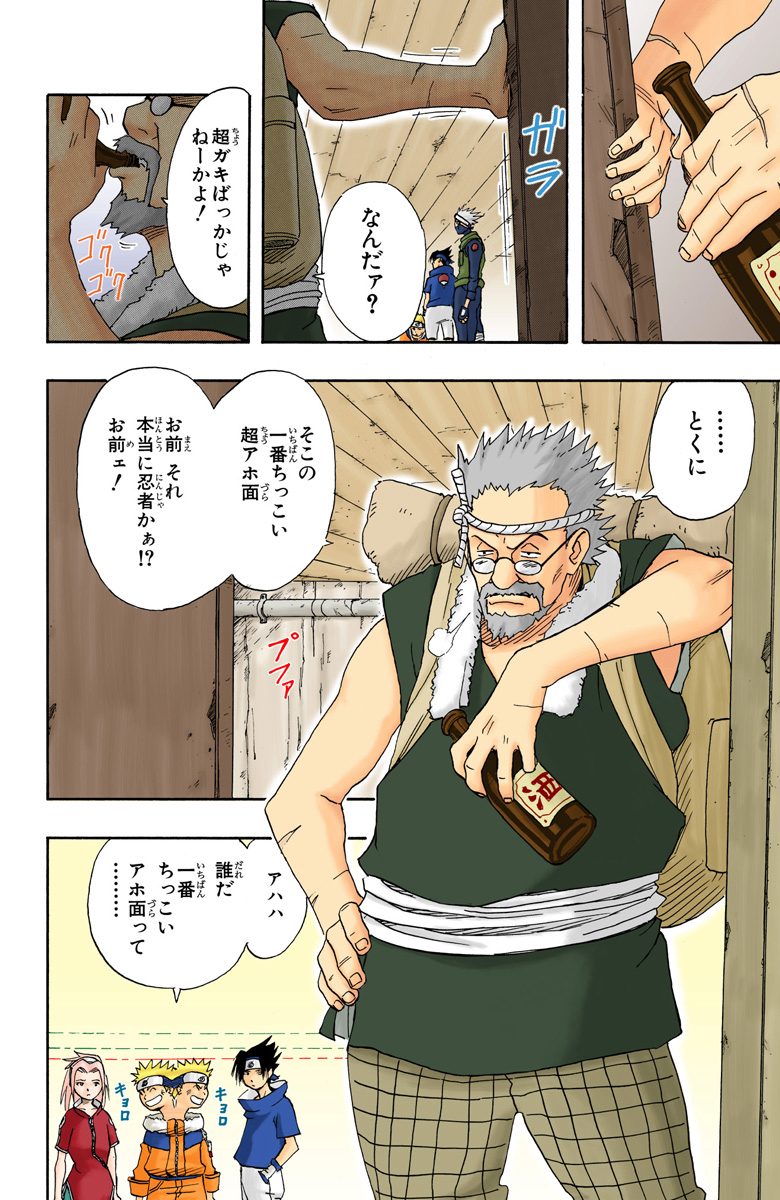 ガラ
なんだァ?
超ガキばっかじゃ
ねーかよ!
ゴク
ゴク
……
とくに
そこの
一番ちっこい
超アホ面
お前 それ
本当に忍者かぁ!?
お前ェ!
プファ
酒
アハハ
誰だ
一番
ちっこい
アホ面って
………
キョロ
キョロ